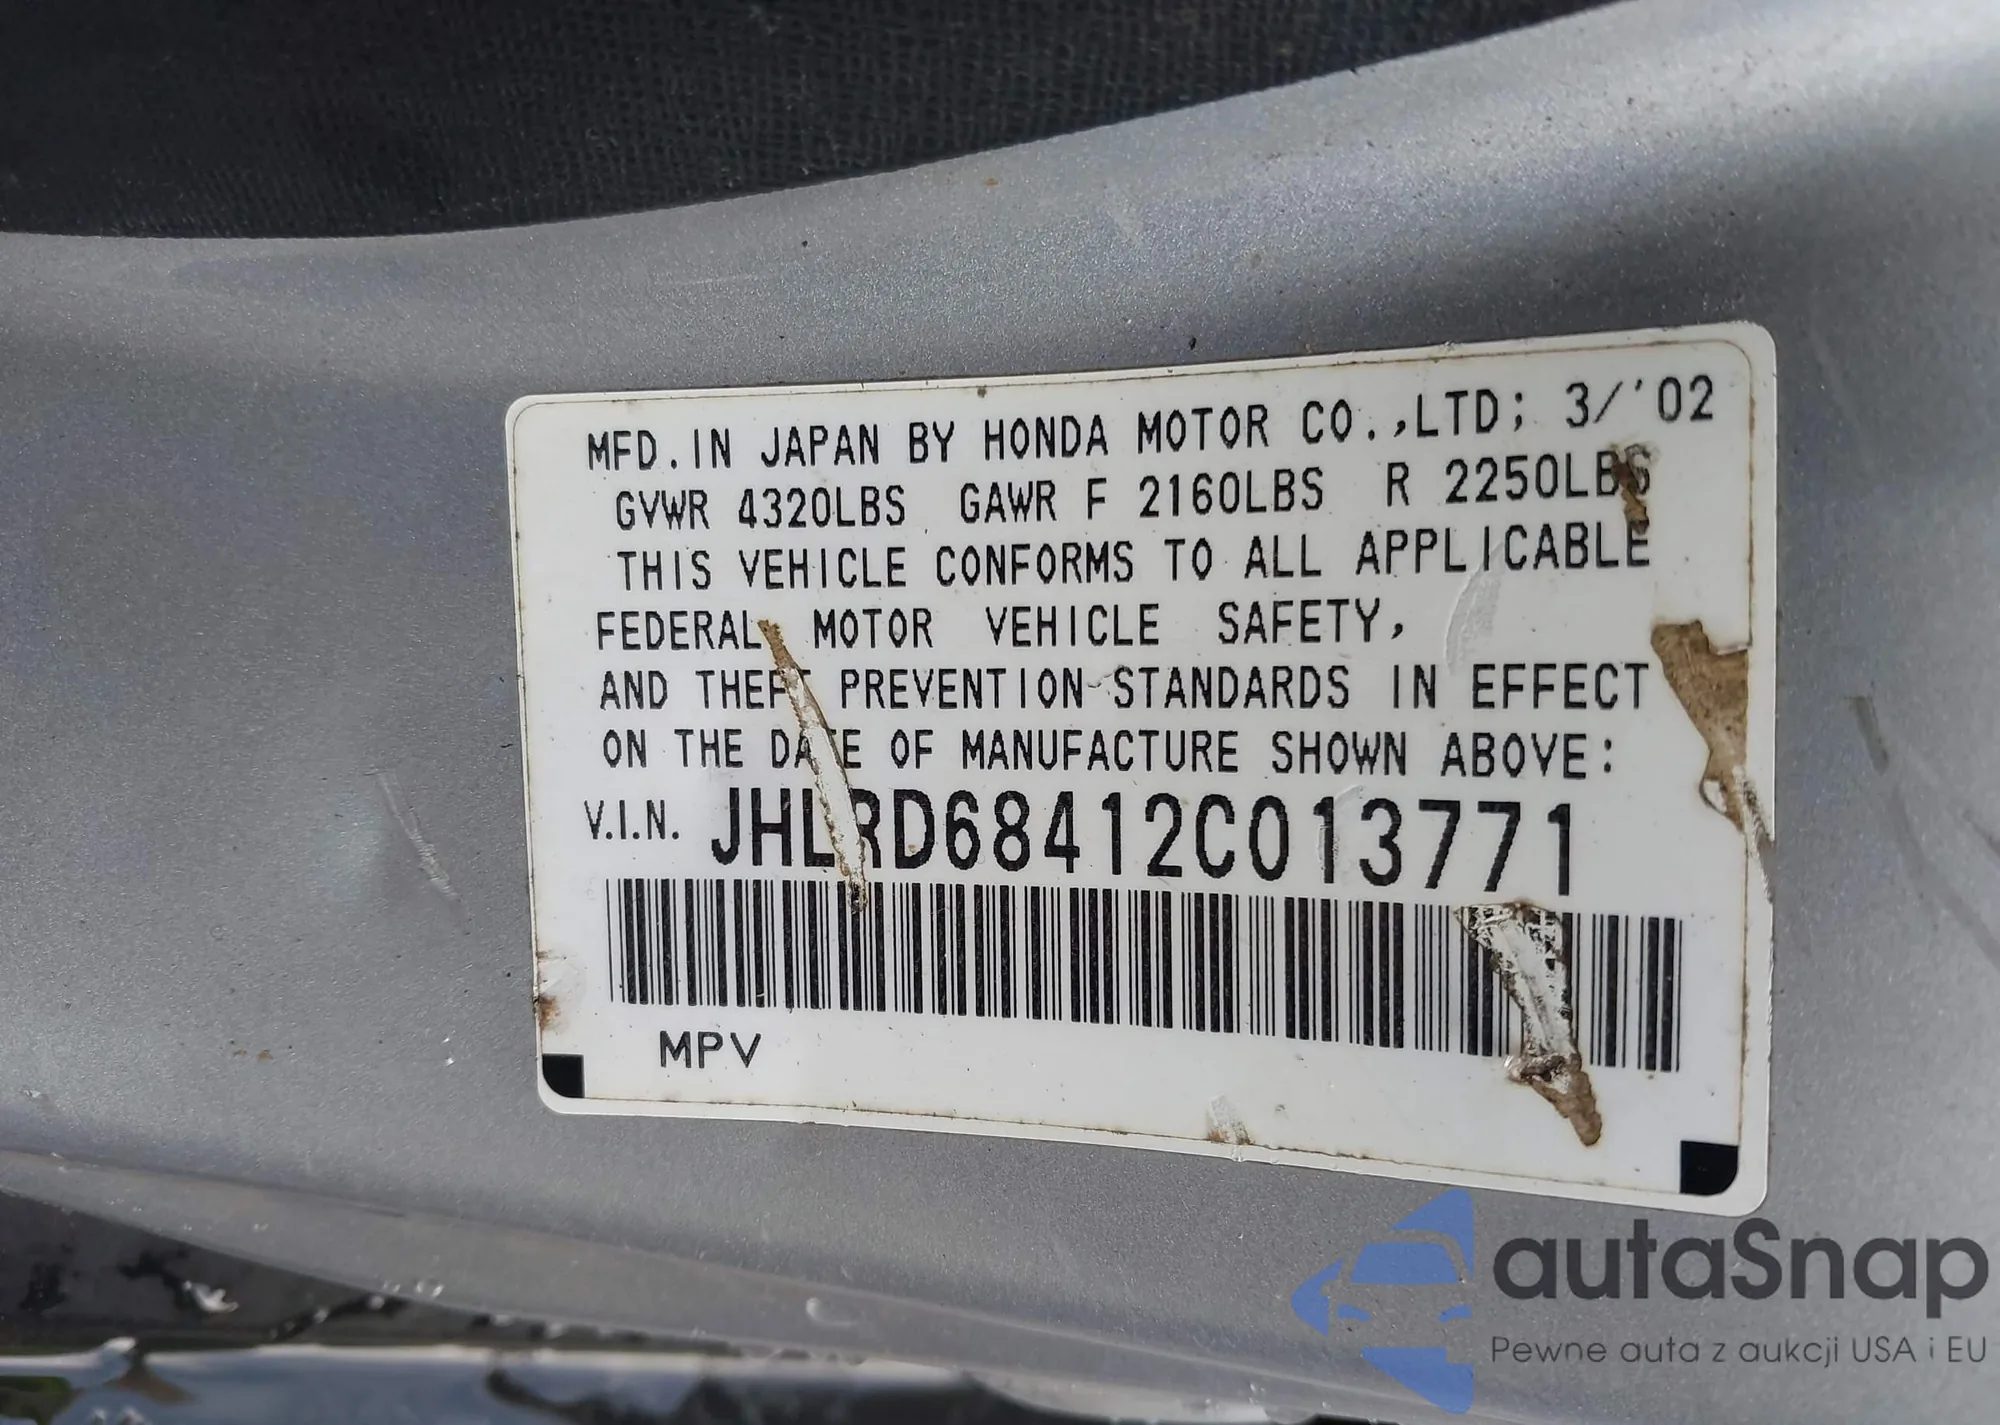 MFD. IN JAPAN BY HONDA MOTOR CO.,LTD; 3/'02
GVWR 4320LBS GAWR F 2160LBS R 2250LBS
THIS VEHICLE CONFORMS TO ALL APPLICABLE
FEDERAL MOTOR VEHICLE SAFETY,
AND THEFT PREVENTION STANDARDS IN EFFECT
ON THE DATE OF MANUFACTURE SHOWN ABOVE:
V.I.N. JHLRD68412C013771
MPV
autaSnap
Pewne auta z aukcji USA i EU